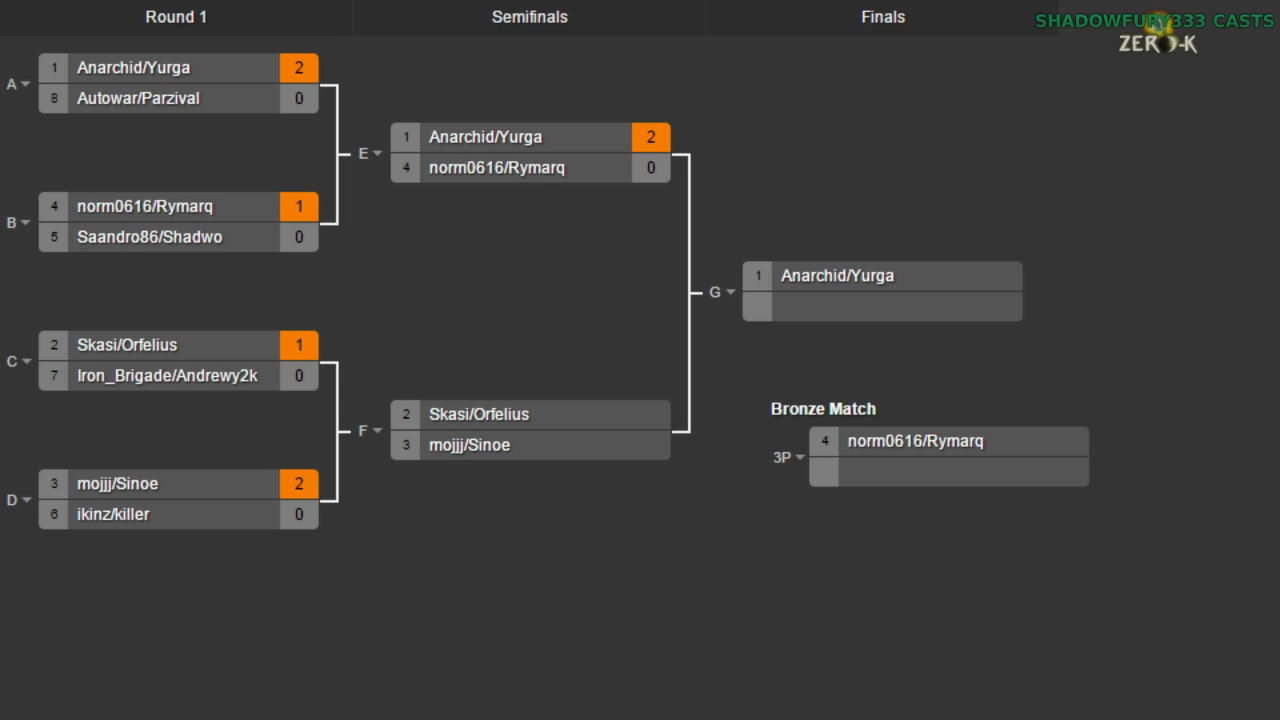 Round 1
Semifinals
Finals
SHADOWFURY333 CASTS
ZERO-K
A
1 Anarchid/Yurga 2
8 Autowar/Parzival 0
B
4 norm0616/Rymarq 1
5 Saandro86/Shadwo 0
C
2 Skasi/Orfelius 1
7 Iron_Brigade/Andrewy2k 0
D
3 mojjj/Sinoe 2
6 ikinz/killer 0
E
1 Anarchid/Yurga 2
4 norm0616/Rymarq 0
F
2 Skasi/Orfelius
3 mojjj/Sinoe
G
1 Anarchid/Yurga
Bronze Match
3P
4 norm0616/Rymarq